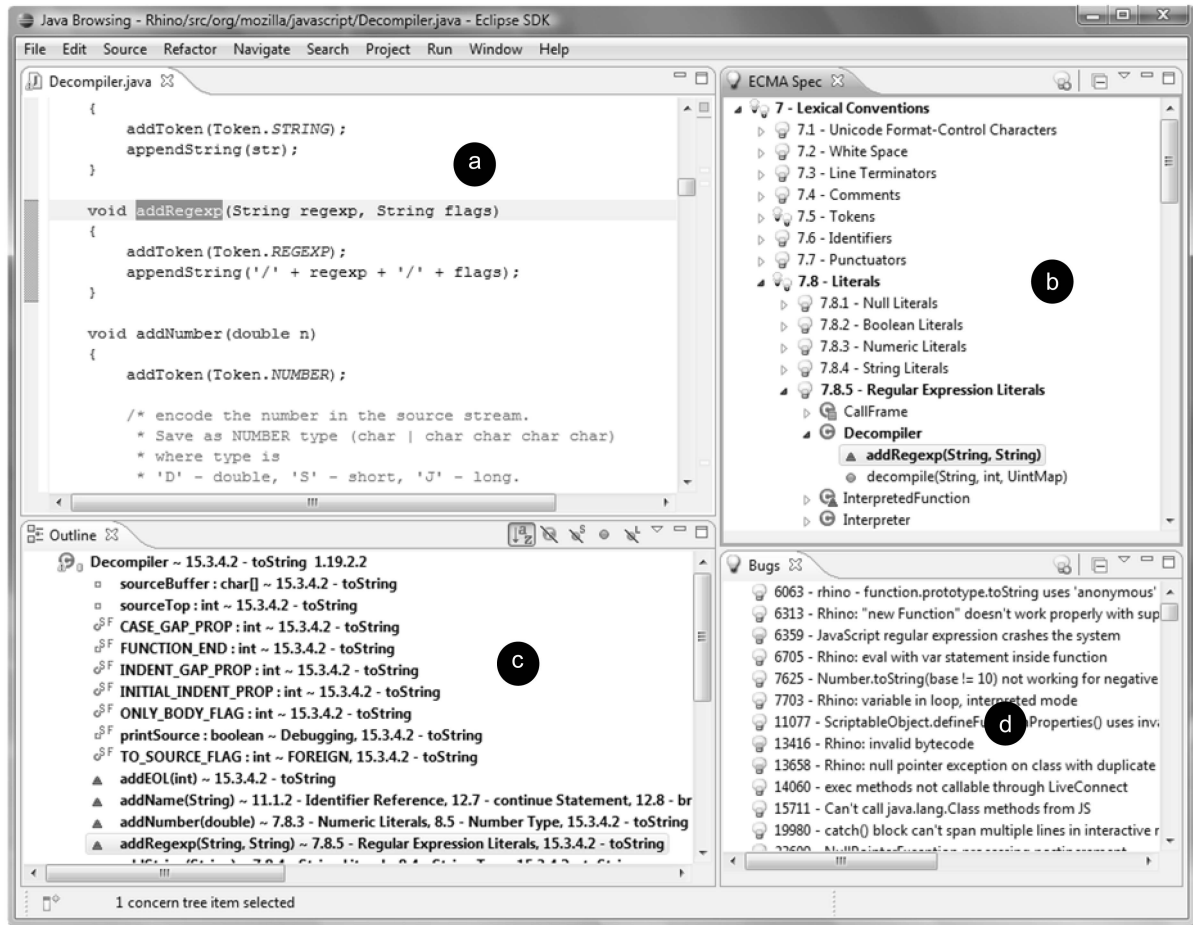 Java Browsing - Rhino/src/org/mozilla/javascript/Decompiler.java - Eclipse SDK
File Edit Source Refactor Navigate Search Project Run Window Help
Decompiler.java
{
addToken(Token.STRING);
appendString(str);
}
void addRegexp(String regexp, String flags)
{
addToken(Token.REGEXP);
appendString('/' + regexp + '/' + flags);
}
void addNumber(double n)
{
addToken(Token.NUMBER);
/* encode the number in the source stream.
* Save as NUMBER type (char | char char char char)
* where type is
* 'D' - double, 'S' - short, 'J' - long.
a
ECMA Spec
7 - Lexical Conventions
7.1 - Unicode Format-Control Characters
7.2 - White Space
7.3 - Line Terminators
7.4 - Comments
7.5 - Tokens
7.6 - Identifiers
7.7 - Punctuators
7.8 - Literals
7.8.1 - Null Literals
7.8.2 - Boolean Literals
7.8.3 - Numeric Literals
7.8.4 - String Literals
7.8.5 - Regular Expression Literals
CallFrame
Decompiler
addRegexp(String, String)
decompile(String, int, UintMap)
InterpretedFunction
Interpreter
b
Outline
Decompiler ~ 15.3.4.2 - toString 1.19.2.2
sourceBuffer : char[] ~ 15.3.4.2 - toString
sourceTop : int ~ 15.3.4.2 - toString
CASE_GAP_PROP : int ~ 15.3.4.2 - toString
FUNCTION_END : int ~ 15.3.4.2 - toString
INDENT_GAP_PROP : int ~ 15.3.4.2 - toString
INITIAL_INDENT_PROP : int ~ 15.3.4.2 - toString
ONLY_BODY_FLAG : int ~ 15.3.4.2 - toString
printSource : boolean ~ Debugging, 15.3.4.2 - toString
TO_SOURCE_FLAG : int ~ FOREIGN, 15.3.4.2 - toString
addEOL(int) ~ 15.3.4.2 - toString
addName(String) ~ 11.1.2 - Identifier Reference, 12.7 - continue Statement, 12.8 - br
addNumber(double) ~ 7.8.3 - Numeric Literals, 8.5 - Number Type, 15.3.4.2 - toString
addRegexp(String, String) ~ 7.8.5 - Regular Expression Literals, 15.3.4.2 - toString
c
Bugs
6063 - rhino - function.prototype.toString uses 'anonymous'
6313 - Rhino: "new Function" doesn't work properly with sup
6359 - JavaScript regular expression crashes the system
6705 - Rhino: eval with var statement inside function
7625 - Number.toString(base != 10) not working for negative
7703 - Rhino: variable in loop, interpreted mode
11077 - ScriptableObject.defineFu nProperties() uses inva
13416 - Rhino: invalid bytecode
13658 - Rhino: null pointer exception on class with duplicate
14060 - exec methods not callable through LiveConnect
15711 - Can't call java.lang.Class methods from JS
19980 - catch() block can't span multiple lines in interactive r
d
1 concern tree item selected